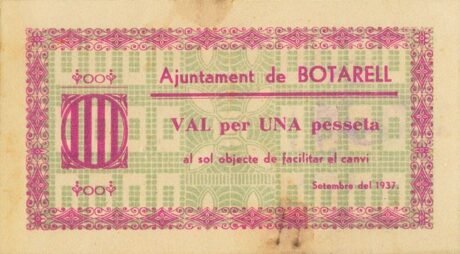 Ajuntament de BOTARELL
VAL per UNA pesseta
al sol objecte de facilitar el canvi
Setembre del 1937.